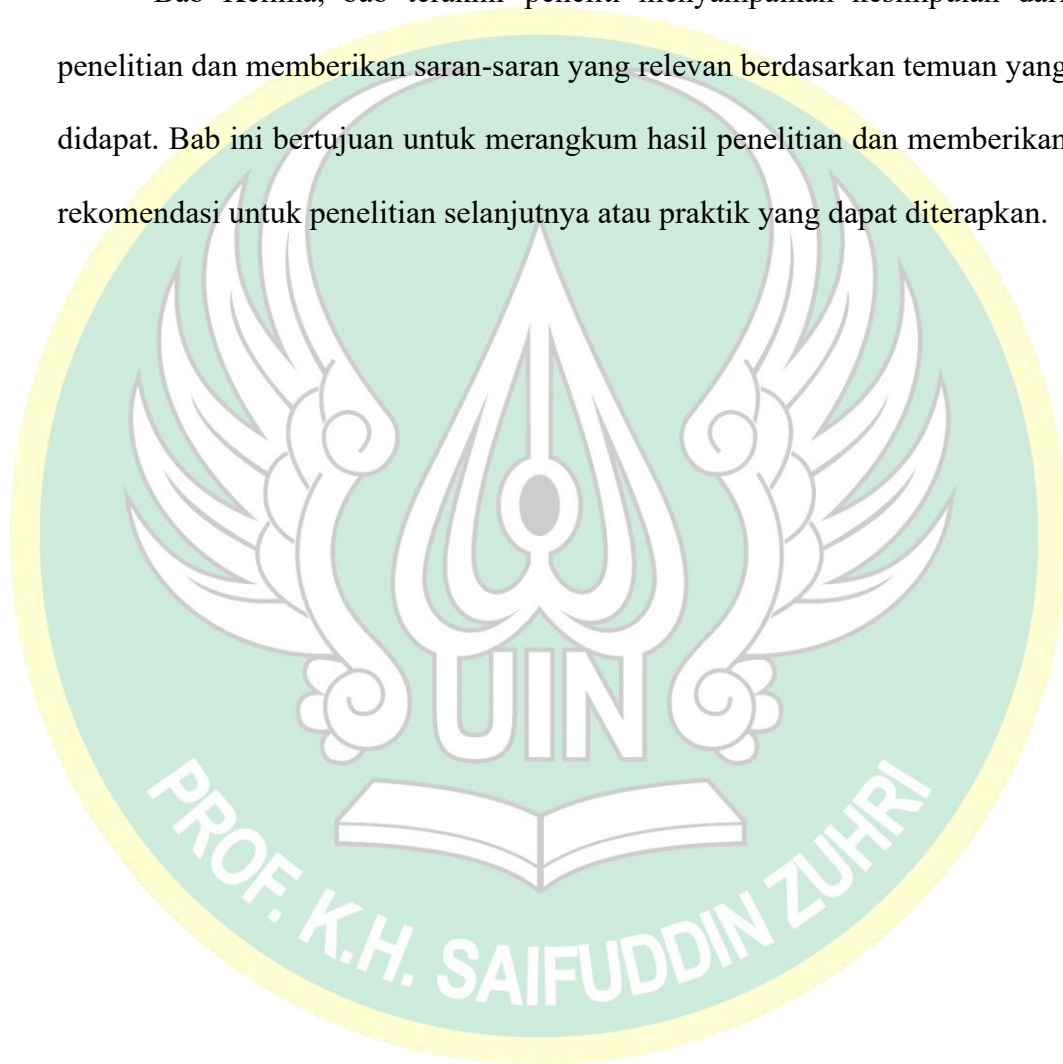 Bab Kelima, bab terakhir peneliti menyampaikan kesimpulan dari
penelitian dan memberikan saran-saran yang relevan berdasarkan temuan yang
didapat. Bab ini bertujuan untuk merangkum hasil penelitian dan memberikan
rekomendasi untuk penelitian selanjutnya atau praktik yang dapat diterapkan.
UIN
PROF. K.H. SAIFUDDIN ZUHRI